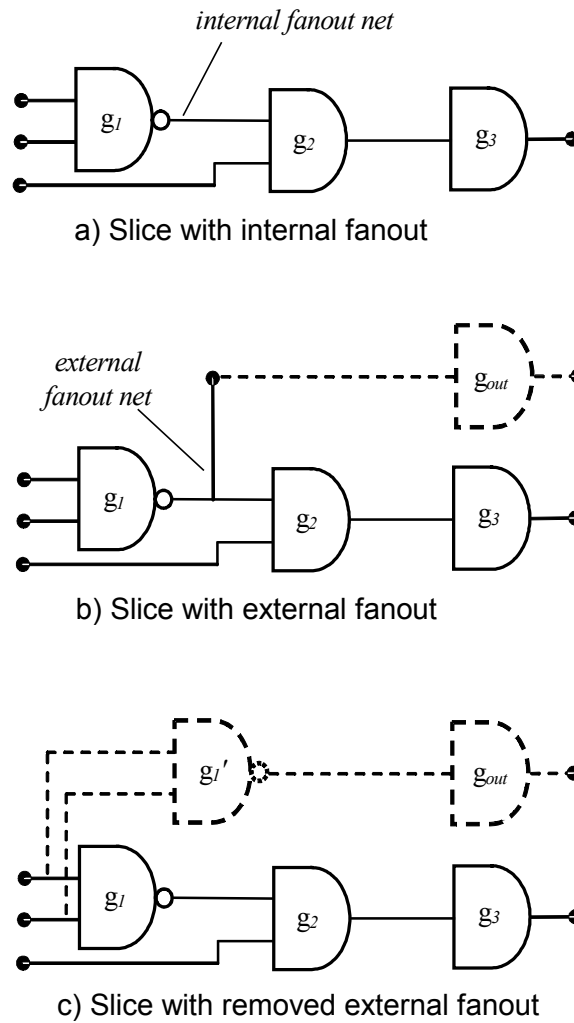 internal fanout net
g1
g2
g3
a) Slice with internal fanout
external
fanout net
gout
g1
g2
g3
b) Slice with external fanout
g1'
gout
g1
g2
g3
c) Slice with removed external fanout